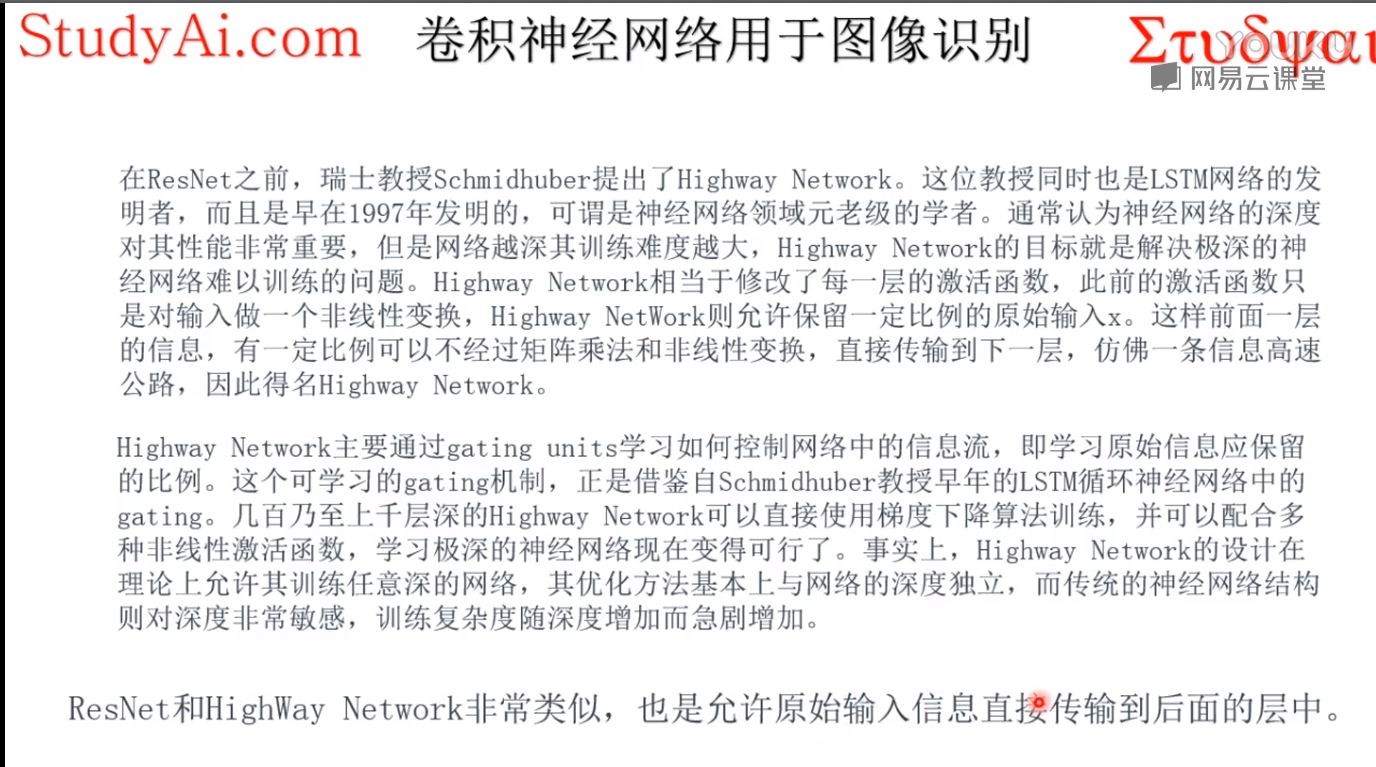 StudyAi.com
卷积神经网络用于图像识别
Στυδψαι
youku
网易云课堂
在ResNet之前，瑞士教授Schmidhuber提出了Highway Network。这位教授同时也是LSTM网络的发
明者，而且是早在1997年发明的，可谓是神经网络领域元老级的学者。通常认为神经网络的深度
对其性能非常重要，但是网络越深其训练难度越大，Highway Network的目标就是解决极深的神
经网络难以训练的问题。Highway Network相当于修改了每一层的激活函数，此前的激活函数只
是对输入做一个非线性变换，Highway NetWork则允许保留一定比例的原始输入x。这样前面一层
的信息，有一定比例可以不经过矩阵乘法和非线性变换，直接传输到下一层，仿佛一条信息高速
公路，因此得名Highway Network。
Highway Network主要通过gating units学习如何控制网络中的信息流，即学习原始信息应保留
的比例。这个可学习的gating机制，正是借鉴自Schmidhuber教授早年的LSTM循环神经网络中的
gating。几百乃至上千层深的Highway Network可以直接使用梯度下降算法训练，并可以配合多
种非线性激活函数，学习极深的神经网络现在变得可行了。事实上，Highway Network的设计在
理论上允许其训练任意深的网络，其优化方法基本上与网络的深度独立，而传统的神经网络结构
则对深度非常敏感，训练复杂度随深度增加而急剧增加。
ResNet和HighWay Network非常类似，也是允许原始输入信息直接传输到后面的层中。